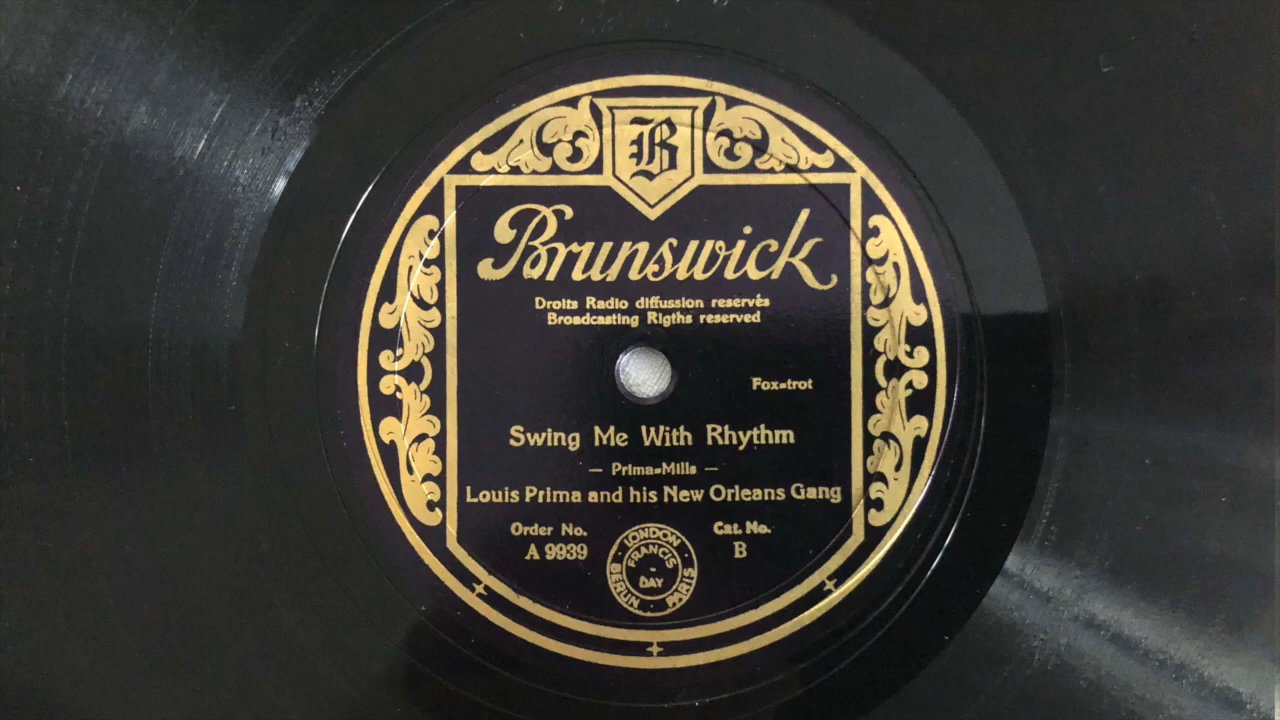 B
Brunswick
Droits Radio diffussion reservés
Broadcasting Rigths reserved
Fox=trot
Swing Me With Rhythm
— Prima=Mills —
Louis Prima and his New Orleans Gang
Order No.
A 9939
Cat. No.
B
LONDON
FRANCIS
-
DAY
BERLIN
PARIS